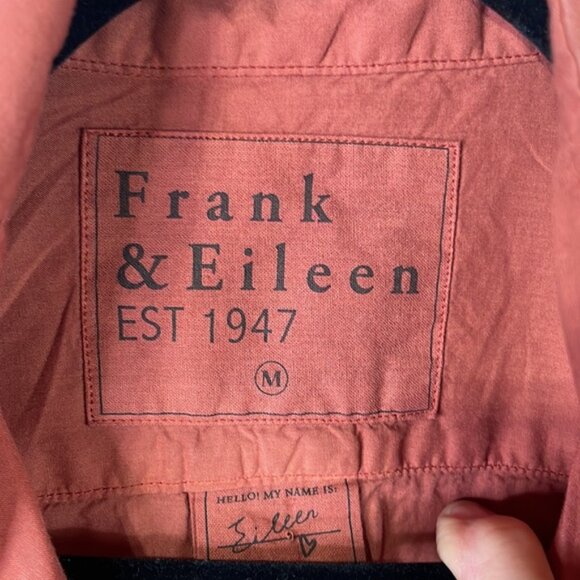 Frank
& Eileen
EST 1947
M
HELLO! MY NAME IS:
Eileen